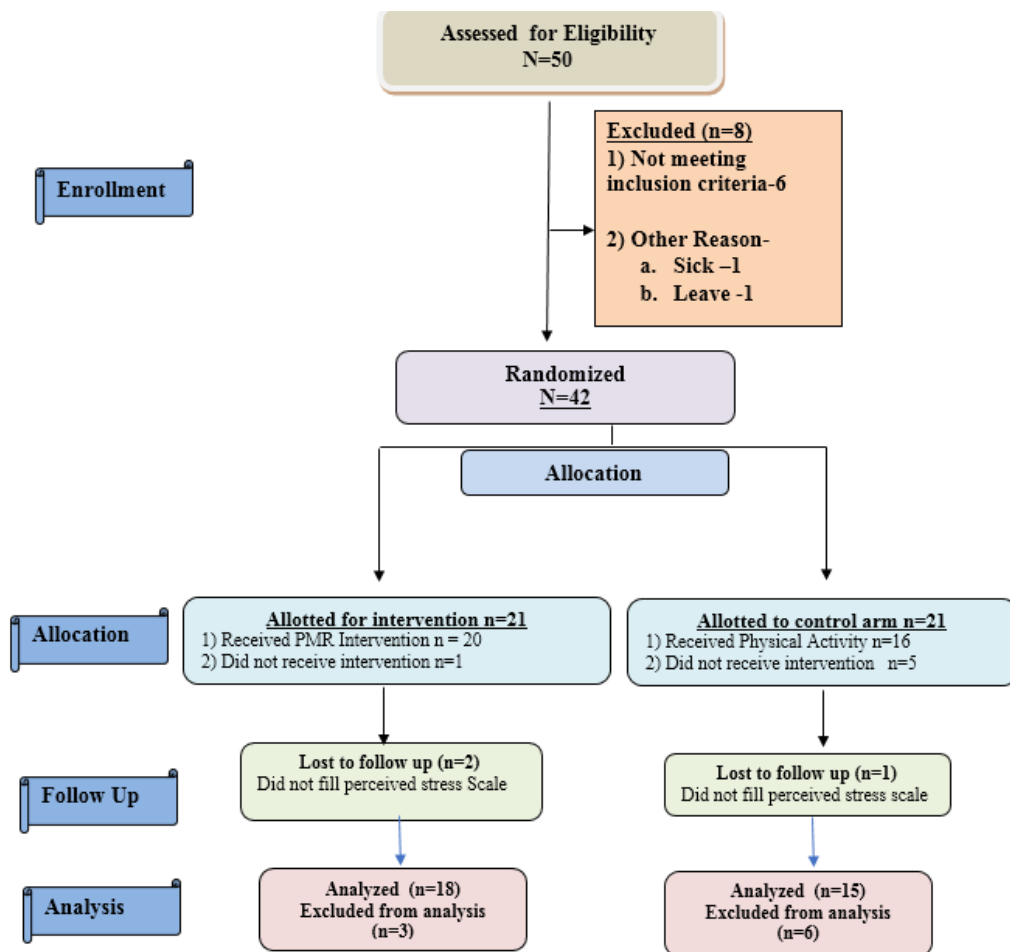 Assessed for Eligibility
N=50
Excluded (n=8)
1) Not meeting
inclusion criteria-6
2) Other Reason-
a. Sick –1
b. Leave -1
Enrollment
Randomized
N=42
Allocation
Allocation
Allotted for intervention n=21
1) Received PMR Intervention n = 20
2) Did not receive intervention n=1
Allotted to control arm n=21
1) Received Physical Activity n=16
2) Did not receive intervention n=5
Follow Up
Lost to follow up (n=2)
Did not fill perceived stress Scale
Lost to follow up (n=1)
Did not fill perceived stress scale
Analysis
Analyzed (n=18)
Excluded from analysis
(n=3)
Analyzed (n=15)
Excluded from analysis
(n=6)